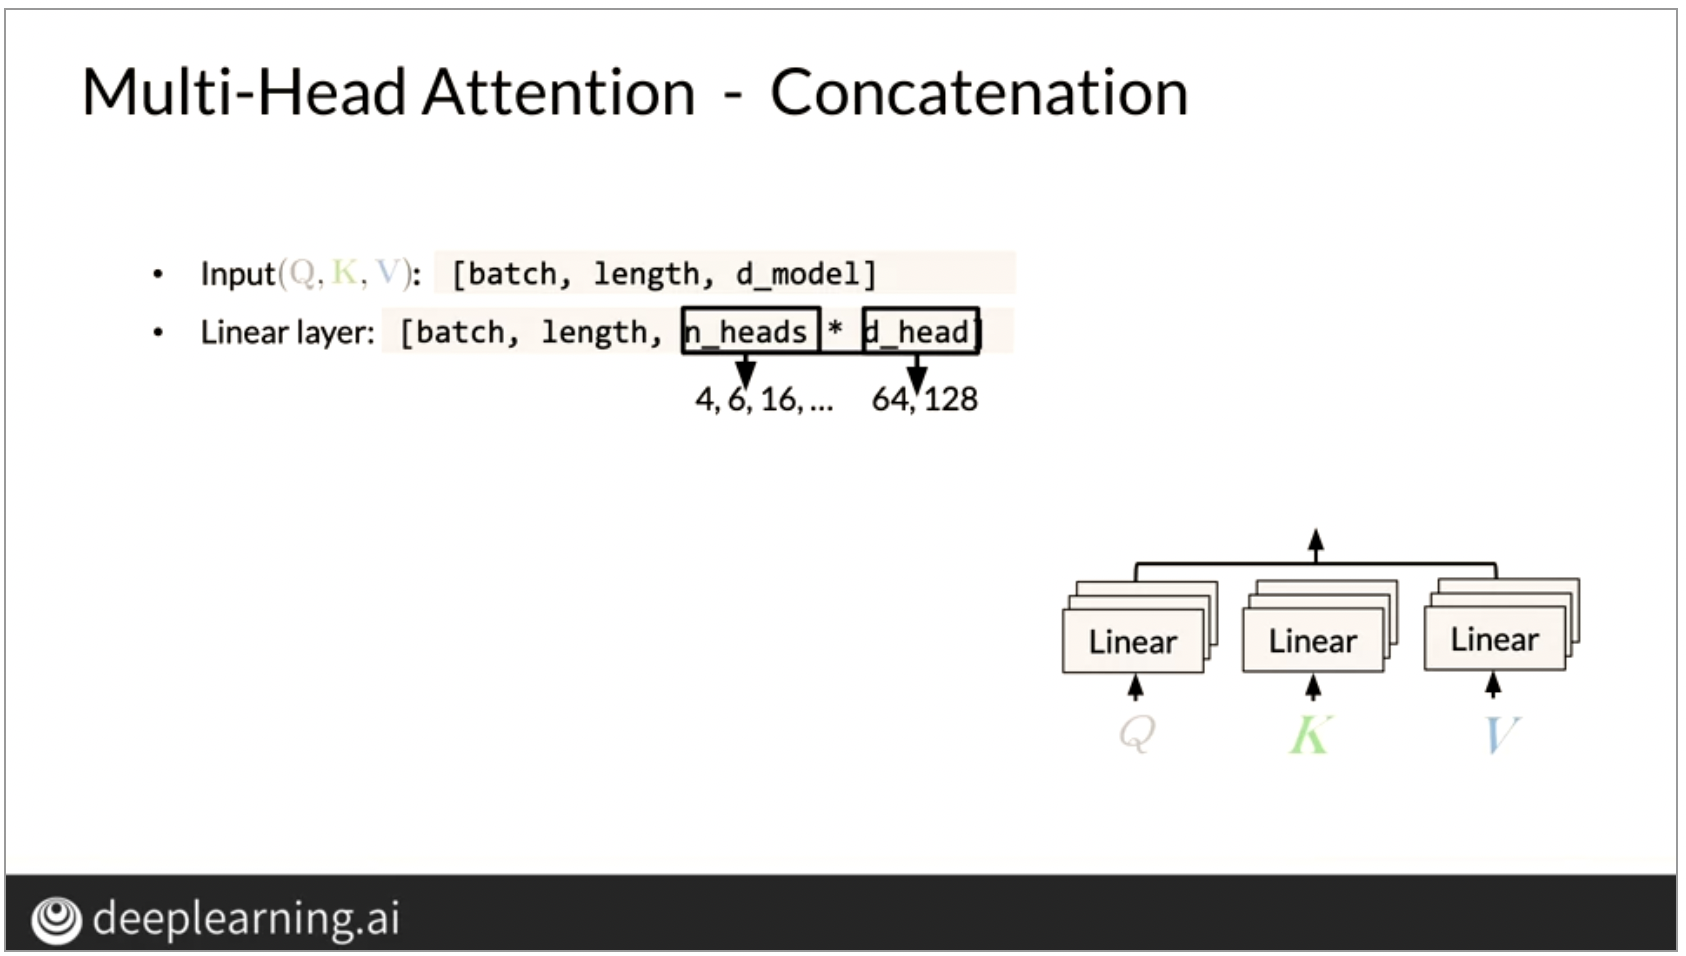 Multi-Head Attention - Concatenation
• Input(Q, K, V): [batch, length, d_model]
• Linear layer: [batch, length, n_heads * d_head]
4, 6, 16, ... 64, 128
Linear Linear Linear
Q K V
deeplearning.ai